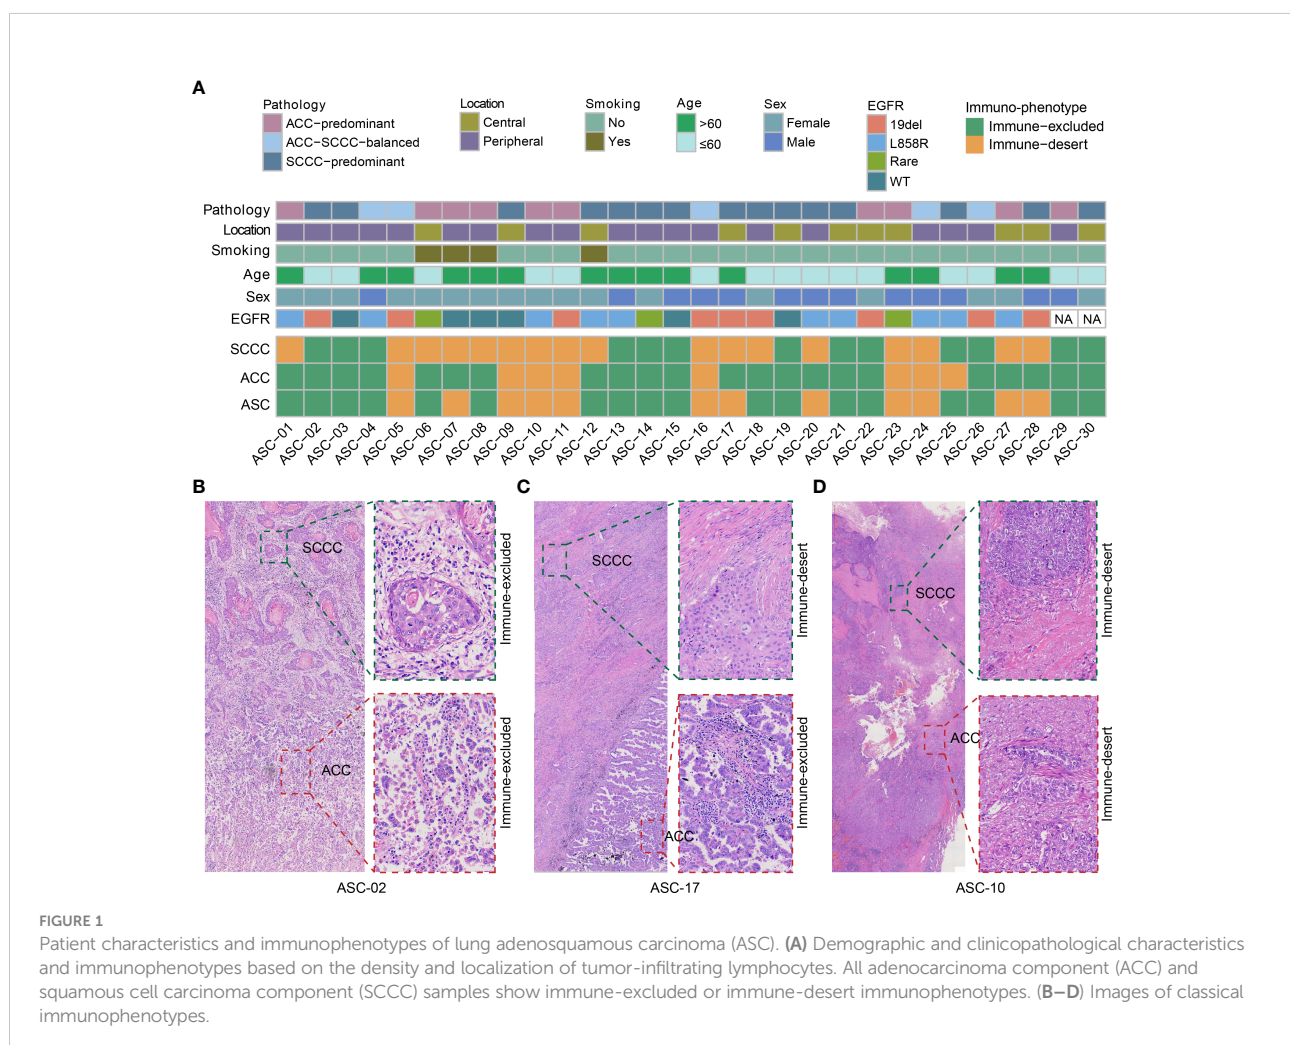 A
Pathology
ACC−predominant
ACC−SCCC−balanced
SCCC−predominant
Location
Central
Peripheral
Smoking
No
Yes
Age
>60
≤60
Sex
Female
Male
EGFR
19del
L858R
Rare
WT
Immuno-phenotype
Immune−excluded
Immune−desert
Pathology
Location
Smoking
Age
Sex
EGFR
NA NA
SCCC
ACC
ASC
ASC−01 ASC−02 ASC−03 ASC−04 ASC−05 ASC−06 ASC−07 ASC−08 ASC−09 ASC−10 ASC−11 ASC−12 ASC−13 ASC−14 ASC−15 ASC−16 ASC−17 ASC−18 ASC−19 ASC−20 ASC−21 ASC−22 ASC−23 ASC−24 ASC−25 ASC−26 ASC−27 ASC−28 ASC−29 ASC−30
B
SCCC
Immune-excluded
ACC
Immune-excluded
ASC-02
C
SCCC
Immune-desert
ACC
Immune-excluded
ASC-17
D
SCCC
Immune-desert
ACC
Immune-desert
ASC-10
FIGURE 1
Patient characteristics and immunophenotypes of lung adenosquamous carcinoma (ASC). (A) Demographic and clinicopathological characteristics
and immunophenotypes based on the density and localization of tumor-infiltrating lymphocytes. All adenocarcinoma component (ACC) and
squamous cell carcinoma component (SCCC) samples show immune-excluded or immune-desert immunophenotypes. (B−D) Images of classical
immunophenotypes.